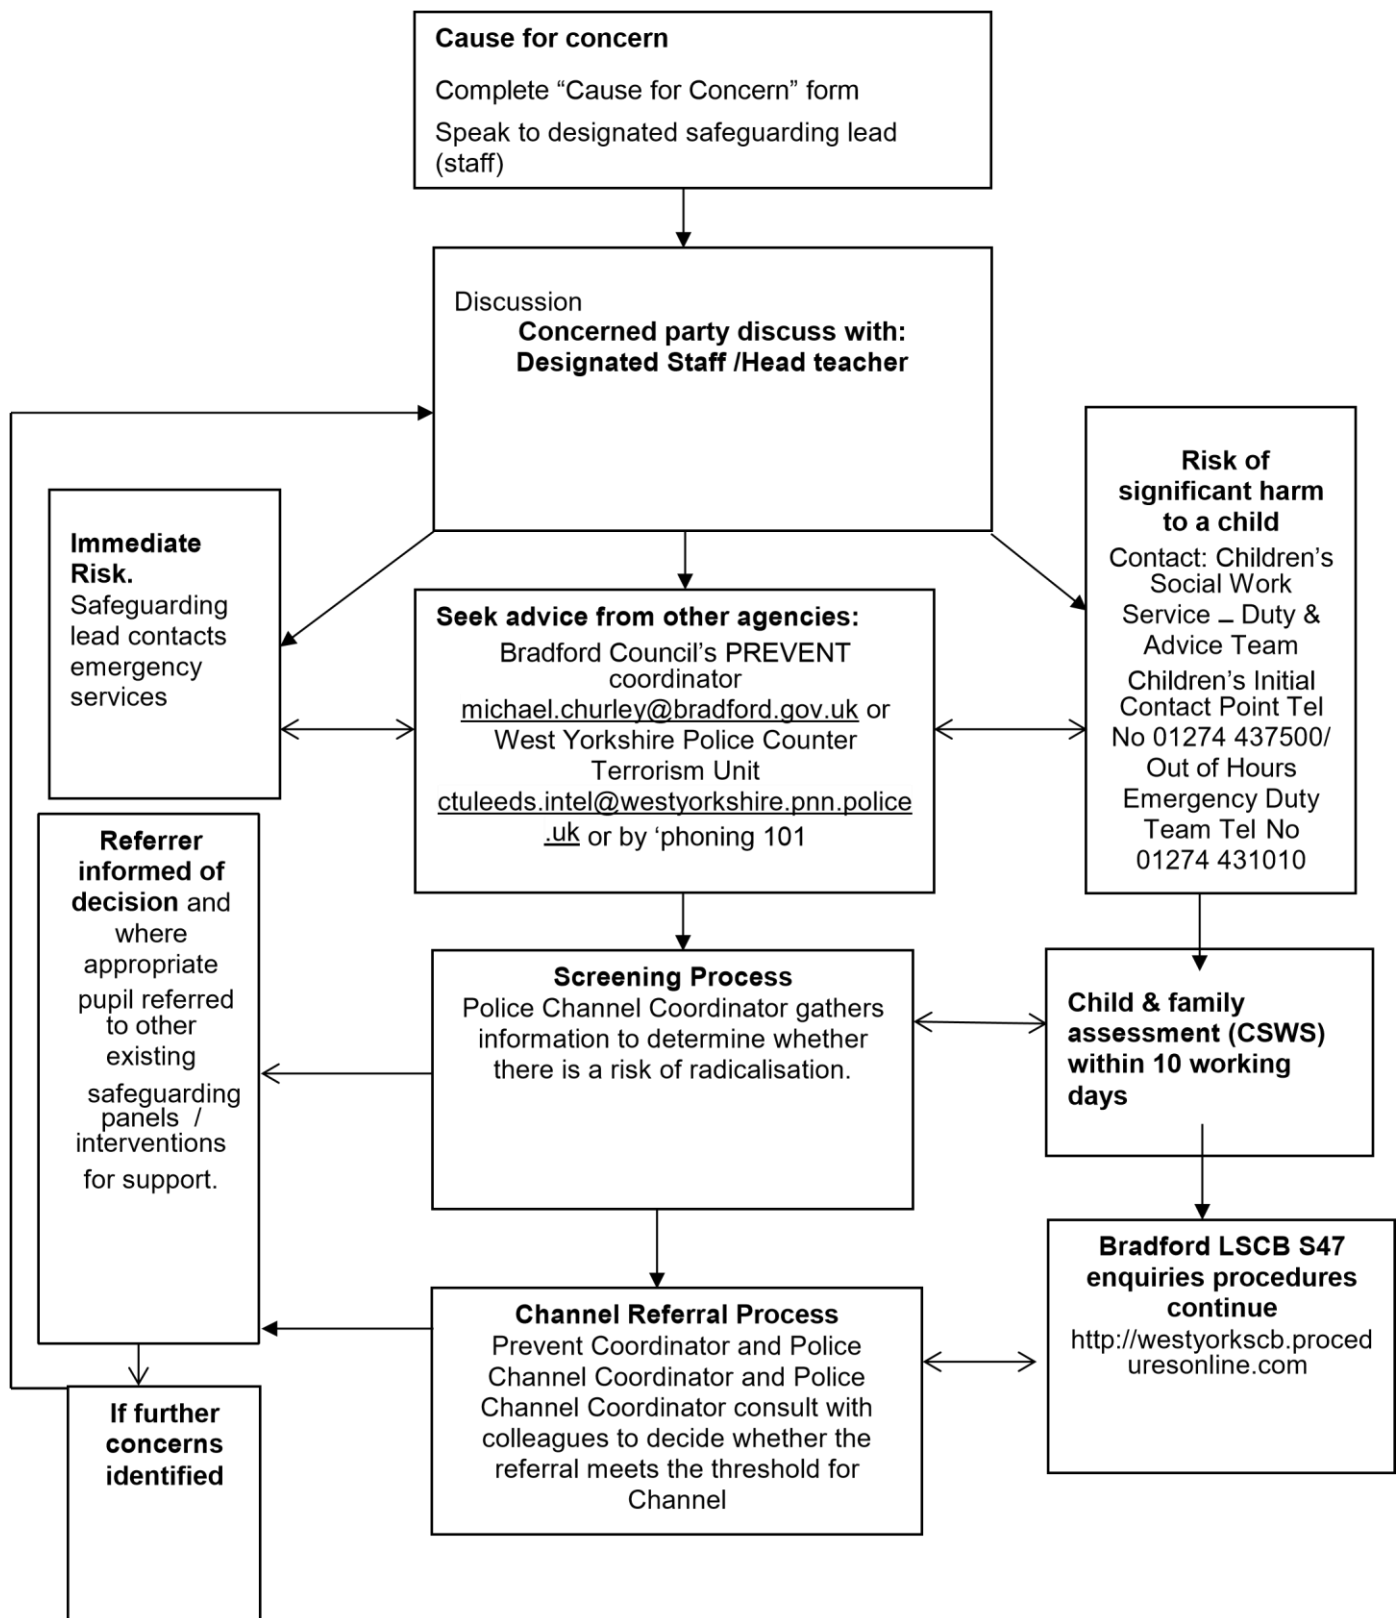 Cause for concern
Complete “Cause for Concern” form
Speak to designated safeguarding lead
(staff)
Discussion
Concerned party discuss with:
Designated Staff /Head teacher
Immediate
Risk.
Safeguarding
lead contacts
emergency
services
Seek advice from other agencies:
Bradford Council’s PREVENT
coordinator
michael.churley@bradford.gov.uk or
West Yorkshire Police Counter
Terrorism Unit
ctuleeds.intel@westyorkshire.pnn.police
.uk or by ‘phoning 101
Risk of
significant harm
to a child
Contact: Children’s
Social Work
Service – Duty &
Advice Team
Children’s Initial
Contact Point Tel
No 01274 437500/
Out of Hours
Emergency Duty
Team Tel No
01274 431010
Referrer
informed of
decision and
where
appropriate
pupil referred
to other
existing
safeguarding
panels /
interventions
for support.
Screening Process
Police Channel Coordinator gathers
information to determine whether
there is a risk of radicalisation.
Child & family
assessment (CSWS)
within 10 working
days
Channel Referral Process
Prevent Coordinator and Police
Channel Coordinator and Police
Channel Coordinator consult with
colleagues to decide whether the
referral meets the threshold for
Channel
Bradford LSCB S47
enquiries procedures
continue
http://westyorkscb.proced
uresonline.com
If further
concerns
identified